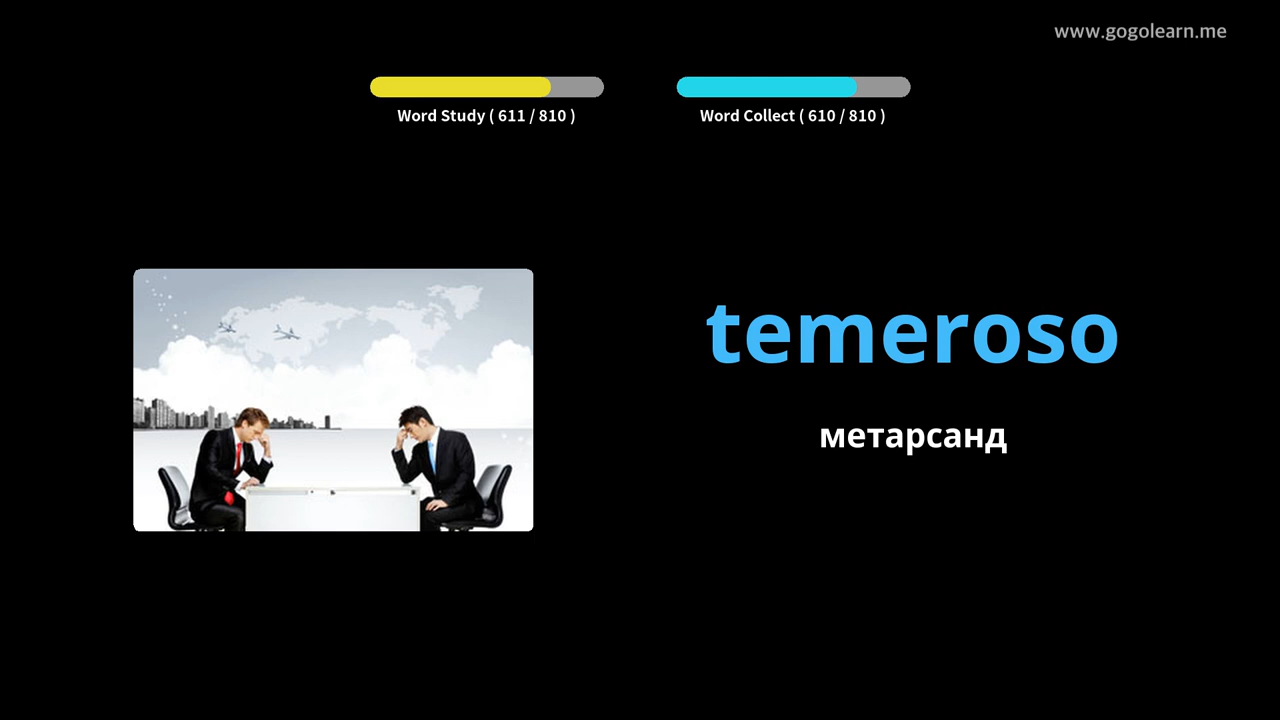 www.gogolearn.me
Word Study ( 611 / 810 )
Word Collect ( 610 / 810 )
temeroso
метарсанд